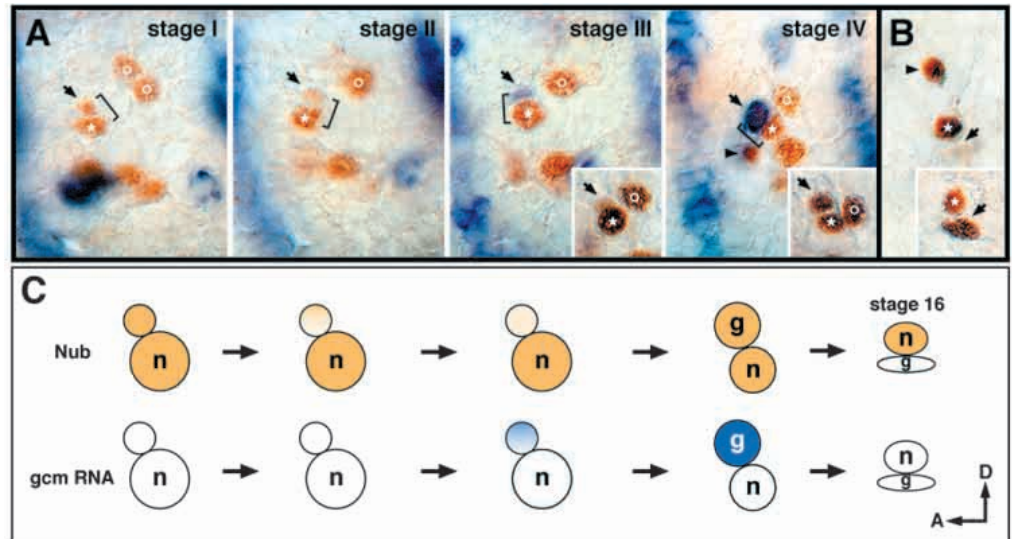 A stage I stage II stage III stage IV B
C
stage 16
Nub n n n g n n g
gcm RNA n n n g n n g
D
A